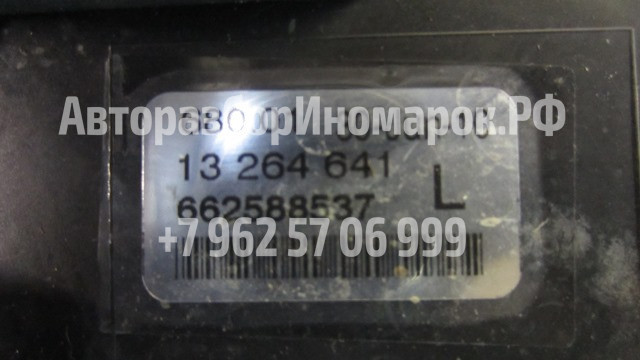 АвторазборИномарок.РФ
13 264 641
L
662588537
+7 962 57 06 999